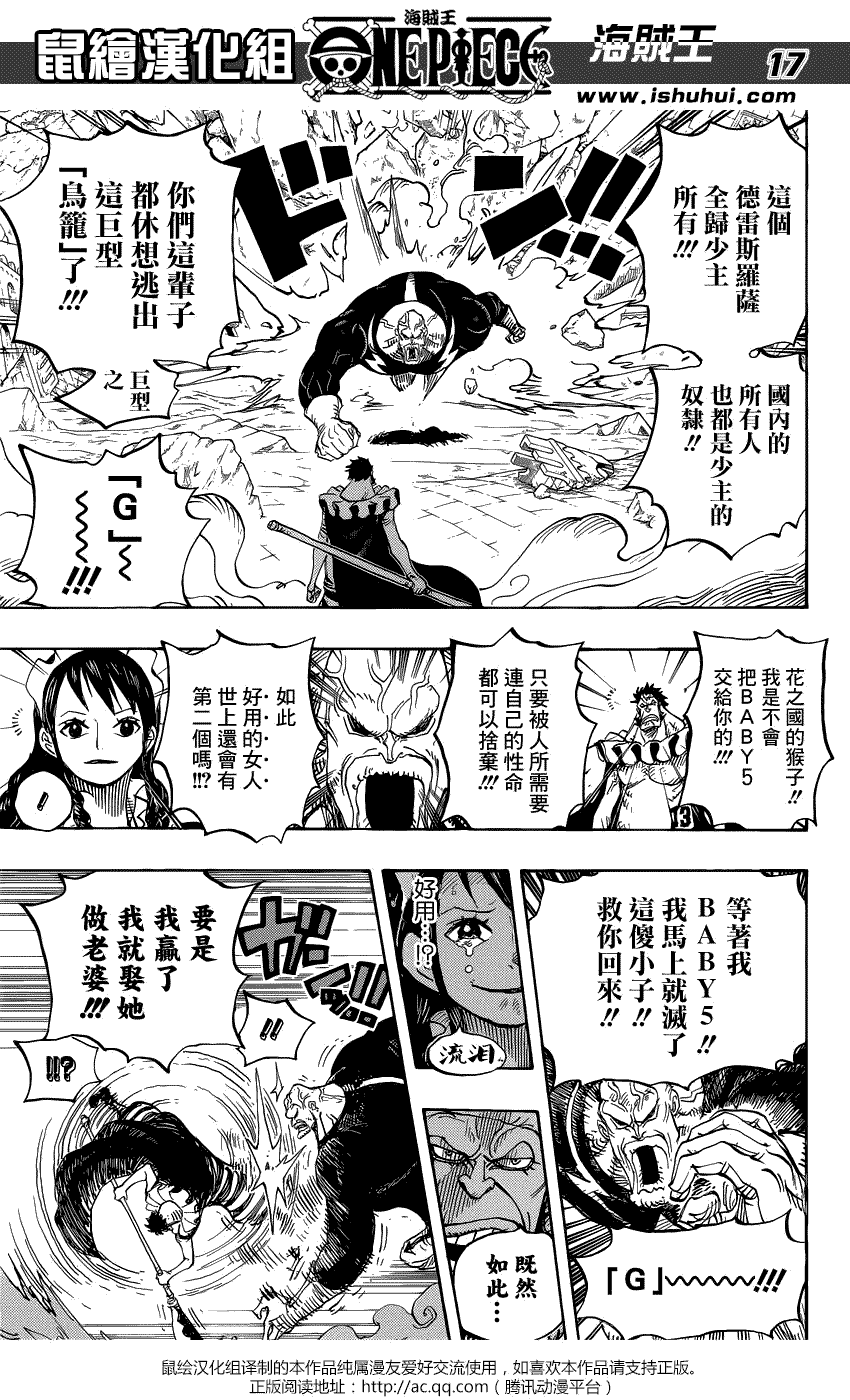 鼠繪漢化組
海賊王
ONE PIECE
海賊王
17
www.ishuhui.com
這個
德雷斯羅薩
全歸少主
所有!!!
國內的
所有人
也都是少主的
奴隸!!
ドン!!!
你們這輩子
都休想逃出
這巨型
「鳥籠」了!!!
巨型
之
「G」~
~~~!!!
花之國的猴子!!
我是不會
把BABY5
交給你的!!!
13
只要被人所需要
連自己的性命
都可以捨棄!!!
如此
好用的女人
世上還會有
第二個嗎!!?
!
等著我
BABY5!!
我馬上就滅了
這傻小子!!
救你回來!!
「G」~~~~!!!
好用…!?
流泪
既然
如此…
ガン!!
要是
我贏了
我就娶她
做老婆!!!
!!
!!?
鼠绘汉化组译制的本作品纯属漫友爱好交流使用，如喜欢本作品请支持正版。
正版阅读地址：http://ac.qq.com（腾讯动漫平台）